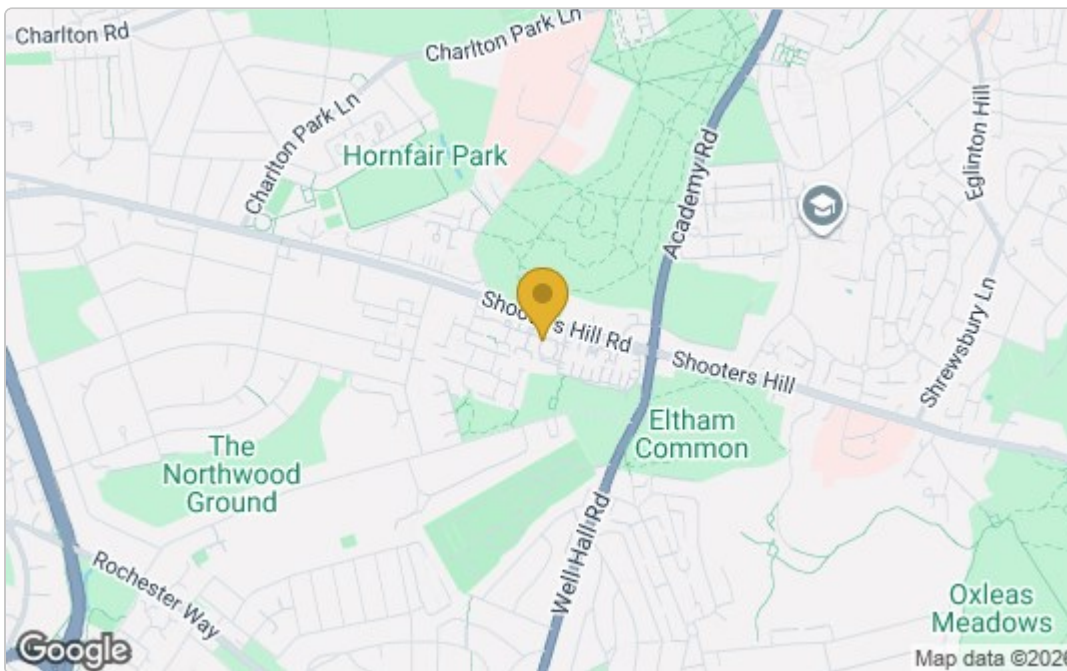 Charlton Rd
Charlton Park Ln
Charlton Park Ln
Hornfair Park
Academy Rd
Eglinton Hill
Shooters Hill Rd
Shooters Hill
Shrewsbury Ln
Eltham
Common
The
Northwood
Ground
Well Hall Rd
Rochester Way
Oxleas
Meadows
Google
Map data ©2026